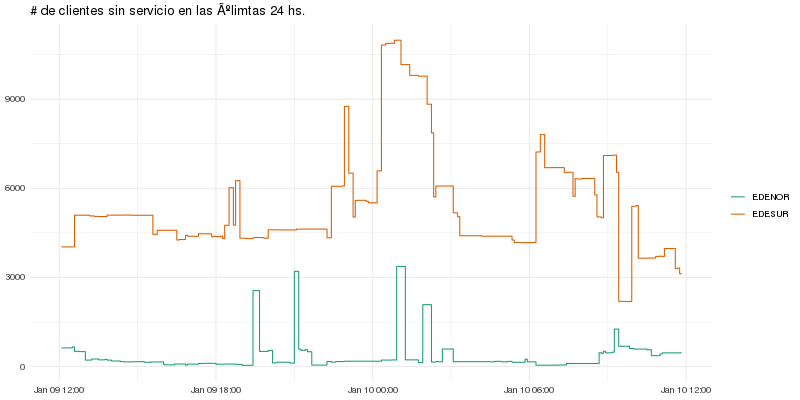 # de clientes sin servicio en las Ãºlimtas 24 hs.
9000
6000
3000
0
Jan 09 12:00
Jan 09 18:00
Jan 10 00:00
Jan 10 06:00
Jan 10 12:00
EDENOR
EDESUR